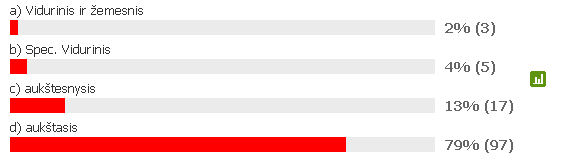 a) Vidurinis ir žemesnis
2% (3)
b) Spec. Vidurinis
4% (5)
c) aukštesnysis
13% (17)
d) aukštasis
79% (97)